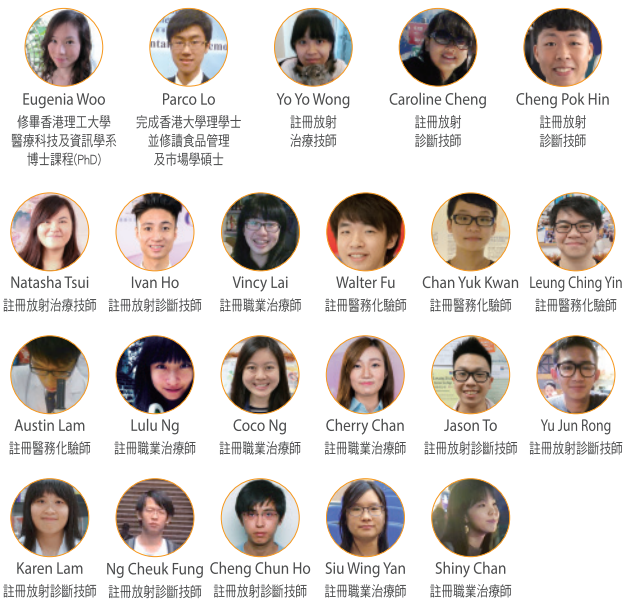 Eugenia Woo
修畢香港理工大學
醫療科技及資訊學系
博士課程(PhD)
Parco Lo
完成香港大學理學士
並修讀食品管理
及市場學碩士
Yo Yo Wong
註冊放射
治療技師
Caroline Cheng
註冊放射
診斷技師
Cheng Pok Hin
註冊放射
診斷技師
Natasha Tsui
註冊放射治療技師
Ivan Ho
註冊放射診斷技師
Vincy Lai
註冊職業治療師
Walter Fu
註冊醫務化驗師
Chan Yuk Kwan
註冊醫務化驗師
Leung Ching Yin
註冊醫務化驗師
Austin Lam
註冊醫務化驗師
Lulu Ng
註冊職業治療師
Coco Ng
註冊職業治療師
Cherry Chan
註冊職業治療師
Jason To
註冊放射診斷技師
Yu Jun Rong
註冊放射診斷技師
Karen Lam
註冊放射診斷技師
Ng Cheuk Fung
註冊放射診斷技師
Cheng Chun Ho
註冊放射診斷技師
Siu Wing Yan
註冊職業治療師
Shiny Chan
註冊職業治療師